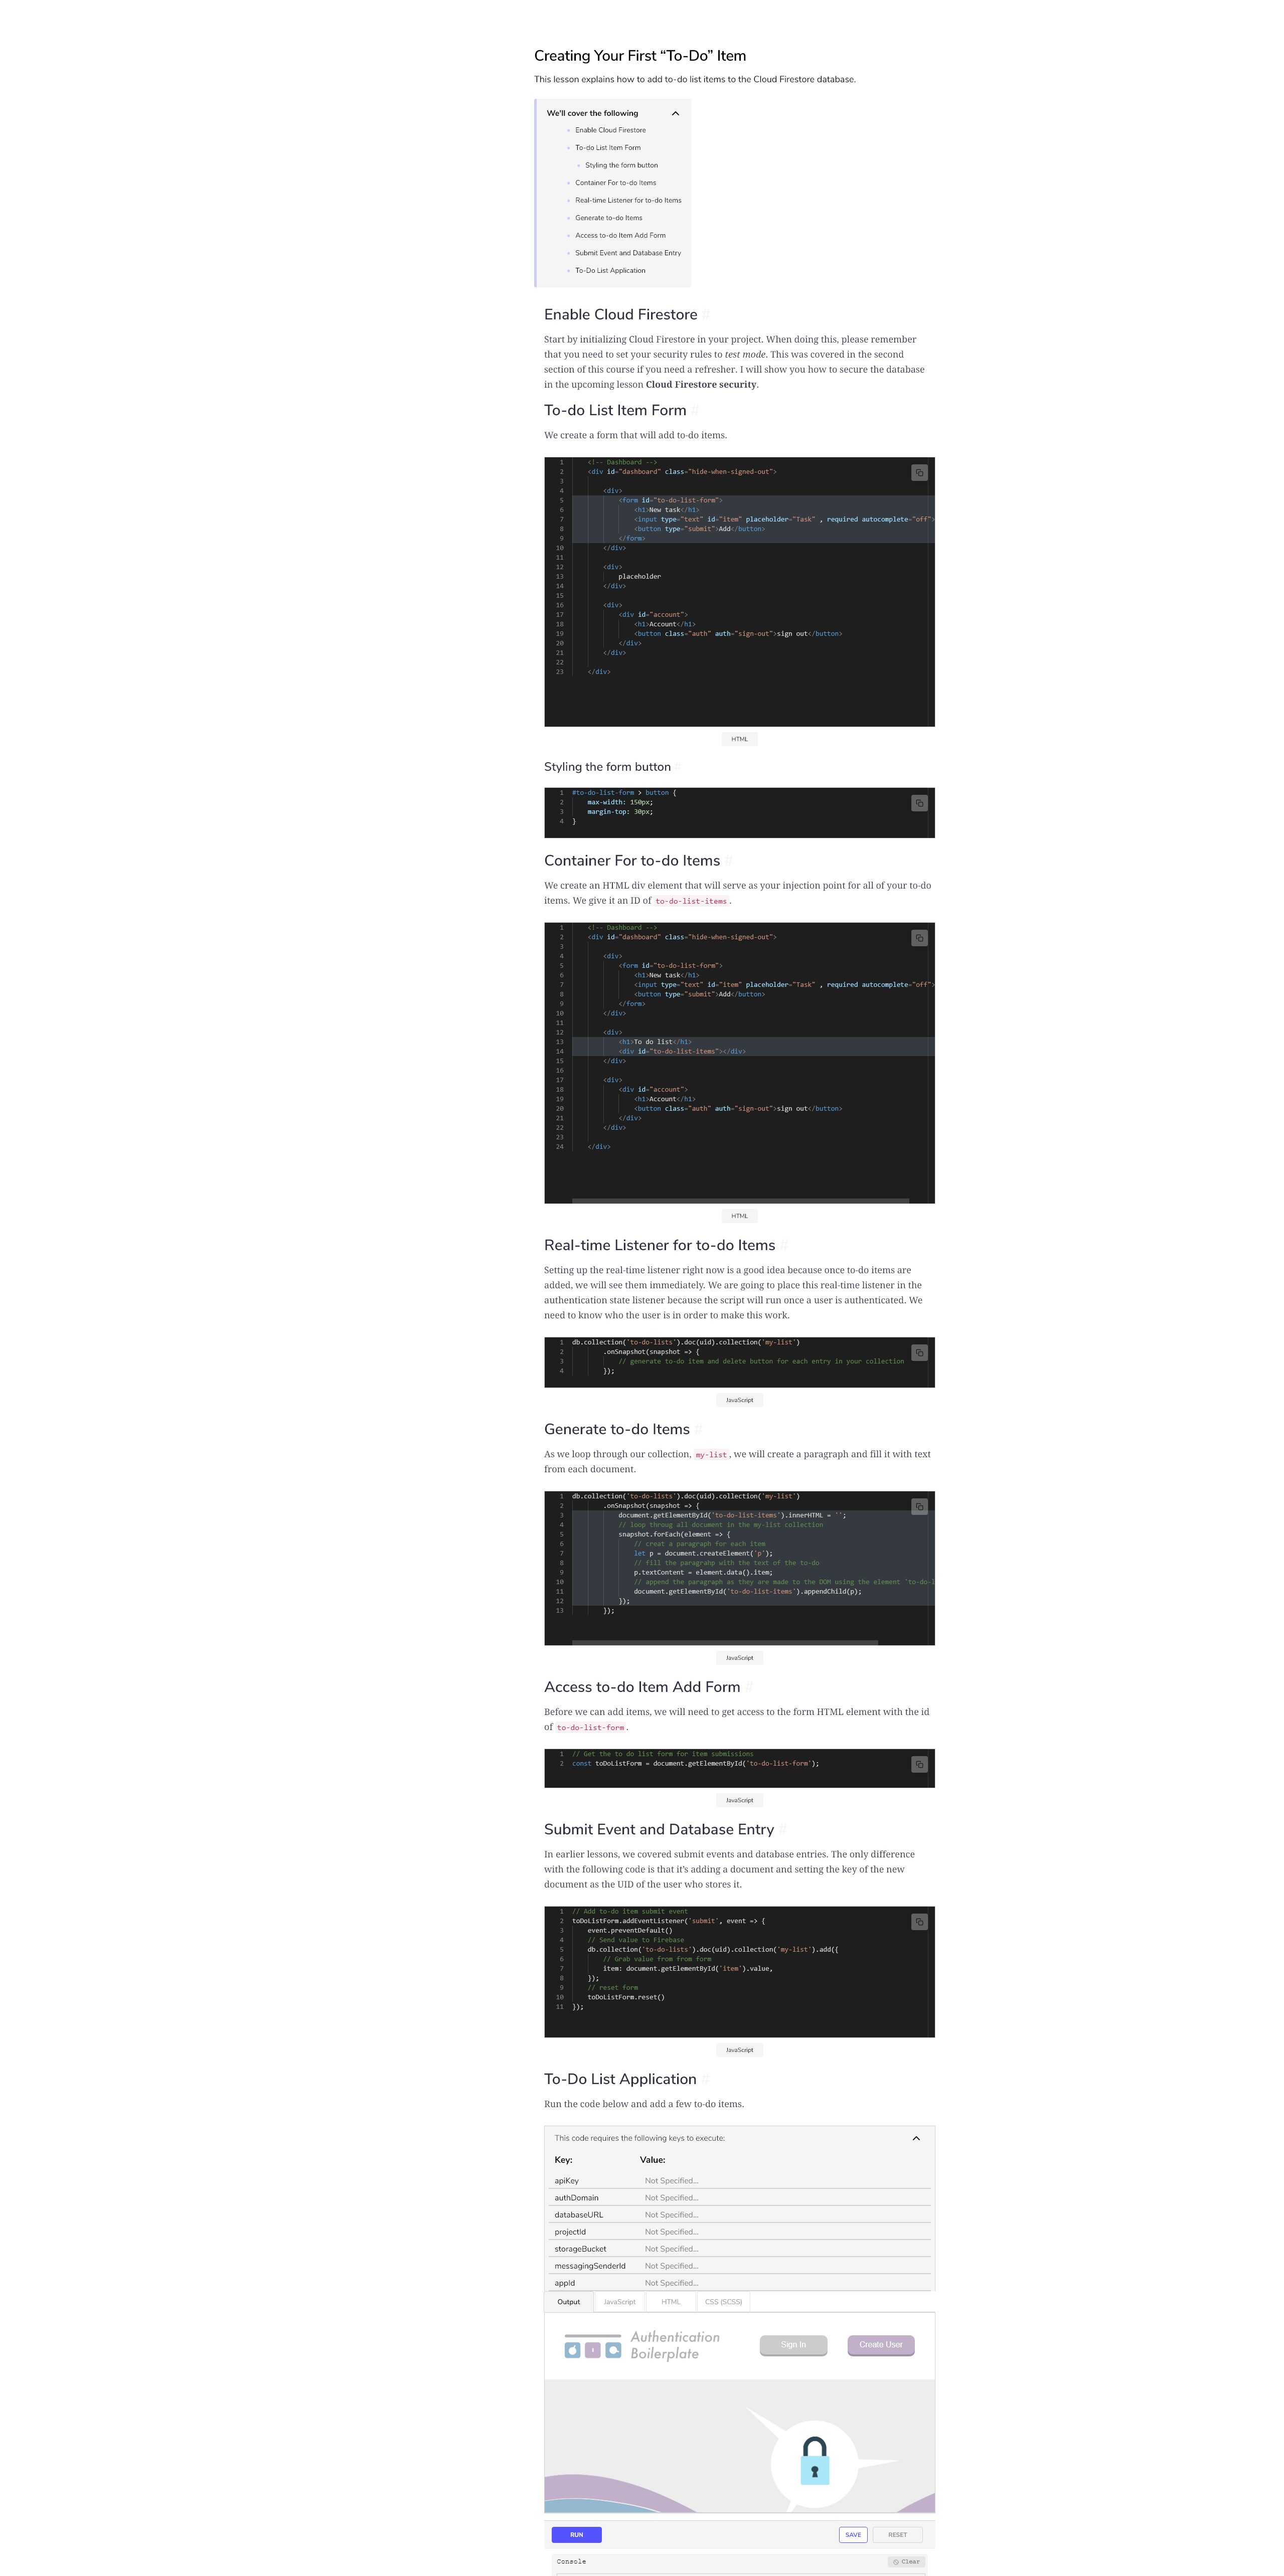 Creating Your First “To-Do” Item
This lesson explains how to add to-do list items to the Cloud Firestore database.
We'll cover the following
Enable Cloud Firestore
To-do List Item Form
Styling the form button
Container For to-do Items
Real-time Listener for to-do Items
Generate to-do Items
Access to-do Item Add Form
Submit Event and Database Entry
To-Do List Application
Enable Cloud Firestore #
Start by initializing Cloud Firestore in your project. When doing this, please remember
that you need to set your security rules to test mode. This was covered in the second
section of this course if you need a refresher. I will show you how to secure the database
in the upcoming lesson Cloud Firestore security.
To-do List Item Form #
We create a form that will add to-do items.
1 <!-- Dashboard -->
2 <div id="dashboard" class="hide-when-signed-out">
3
4 <div>
5 <form id="to-do-list-form">
6 <h1>New task</h1>
7 <input type="text" id="item" placeholder="Task" , required autocomplete="off">
8 <button type="submit">Add</button>
9 </form>
10 </div>
11
12 <div>
13 placeholder
14 </div>
15
16 <div>
17 <div id="account">
18 <h1>Account</h1>
19 <button class="auth" auth="sign-out">sign out</button>
20 </div>
21 </div>
22
23 </div>
HTML
Styling the form button #
1 #to-do-list-form > button {
2 max-width: 150px;
3 margin-top: 30px;
4 }
Container For to-do Items #
We create an HTML div element that will serve as your injection point for all of your to-do
items. We give it an ID of to-do-list-items.
1 <!-- Dashboard -->
2 <div id="dashboard" class="hide-when-signed-out">
3
4 <div>
5 <form id="to-do-list-form">
6 <h1>New task</h1>
7 <input type="text" id="item" placeholder="Task" , required autocomplete="off">
8 <button type="submit">Add</button>
9 </form>
10 </div>
11
12 <div>
13 <h1>To do list</h1>
14 <div id="to-do-list-items"></div>
15 </div>
16
17 <div>
18 <div id="account">
19 <h1>Account</h1>
20 <button class="auth" auth="sign-out">sign out</button>
21 </div>
22 </div>
23
24 </div>
HTML
Real-time Listener for to-do Items #
Setting up the real-time listener right now is a good idea because once to-do items are
added, we will see them immediately. We are going to place this real-time listener in the
authentication state listener because the script will run once a user is authenticated. We
need to know who the user is in order to make this work.
1 db.collection('to-do-lists').doc(uid).collection('my-list')
2 .onSnapshot(snapshot => {
3 // generate to-do item and delete button for each entry in your collection
4 });
JavaScript
Generate to-do Items #
As we loop through our collection, my-list, we will create a paragraph and fill it with text
from each document.
1 db.collection('to-do-lists').doc(uid).collection('my-list')
2 .onSnapshot(snapshot => {
3 document.getElementById('to-do-list-items').innerHTML = '';
4 // loop throug all document in the my-list collection
5 snapshot.forEach(element => {
6 // creat a paragraph for each item
7 let p = document.createElement('p');
8 // fill the paragrahp with the text of the to-do
9 p.textContent = element.data().item;
10 // append the paragraph as they are made to the DOM using the element 'to-do-l
11 document.getElementById('to-do-list-items').appendChild(p);
12 });
13 });
JavaScript
Access to-do Item Add Form #
Before we can add items, we will need to get access to the form HTML element with the id
of to-do-list-form.
1 // Get the to do list form for item submissions
2 const toDoListForm = document.getElementById('to-do-list-form');
JavaScript
Submit Event and Database Entry #
In earlier lessons, we covered submit events and database entries. The only difference
with the following code is that it’s adding a document and setting the key of the new
document as the UID of the user who stores it.
1 // Add to-do item submit event
2 toDoListForm.addEventListener('submit', event => {
3 event.preventDefault()
4 // Send value to Firebase
5 db.collection('to-do-lists').doc(uid).collection('my-list').add({
6 // Grab value from from form
7 item: document.getElementById('item').value,
8 });
9 // reset form
10 toDoListForm.reset()
11 });
JavaScript
To-Do List Application #
Run the code below and add a few to-do items.
This code requires the following keys to execute:
Key: Value:
apiKey Not Specified...
authDomain Not Specified...
databaseURL Not Specified...
projectId Not Specified...
storageBucket Not Specified...
messagingSenderId Not Specified...
appId Not Specified...
Output JavaScript HTML CSS (SCSS)
Authentication
Boilerplate
Sign In Create User
RUN SAVE RESET
Console Clear